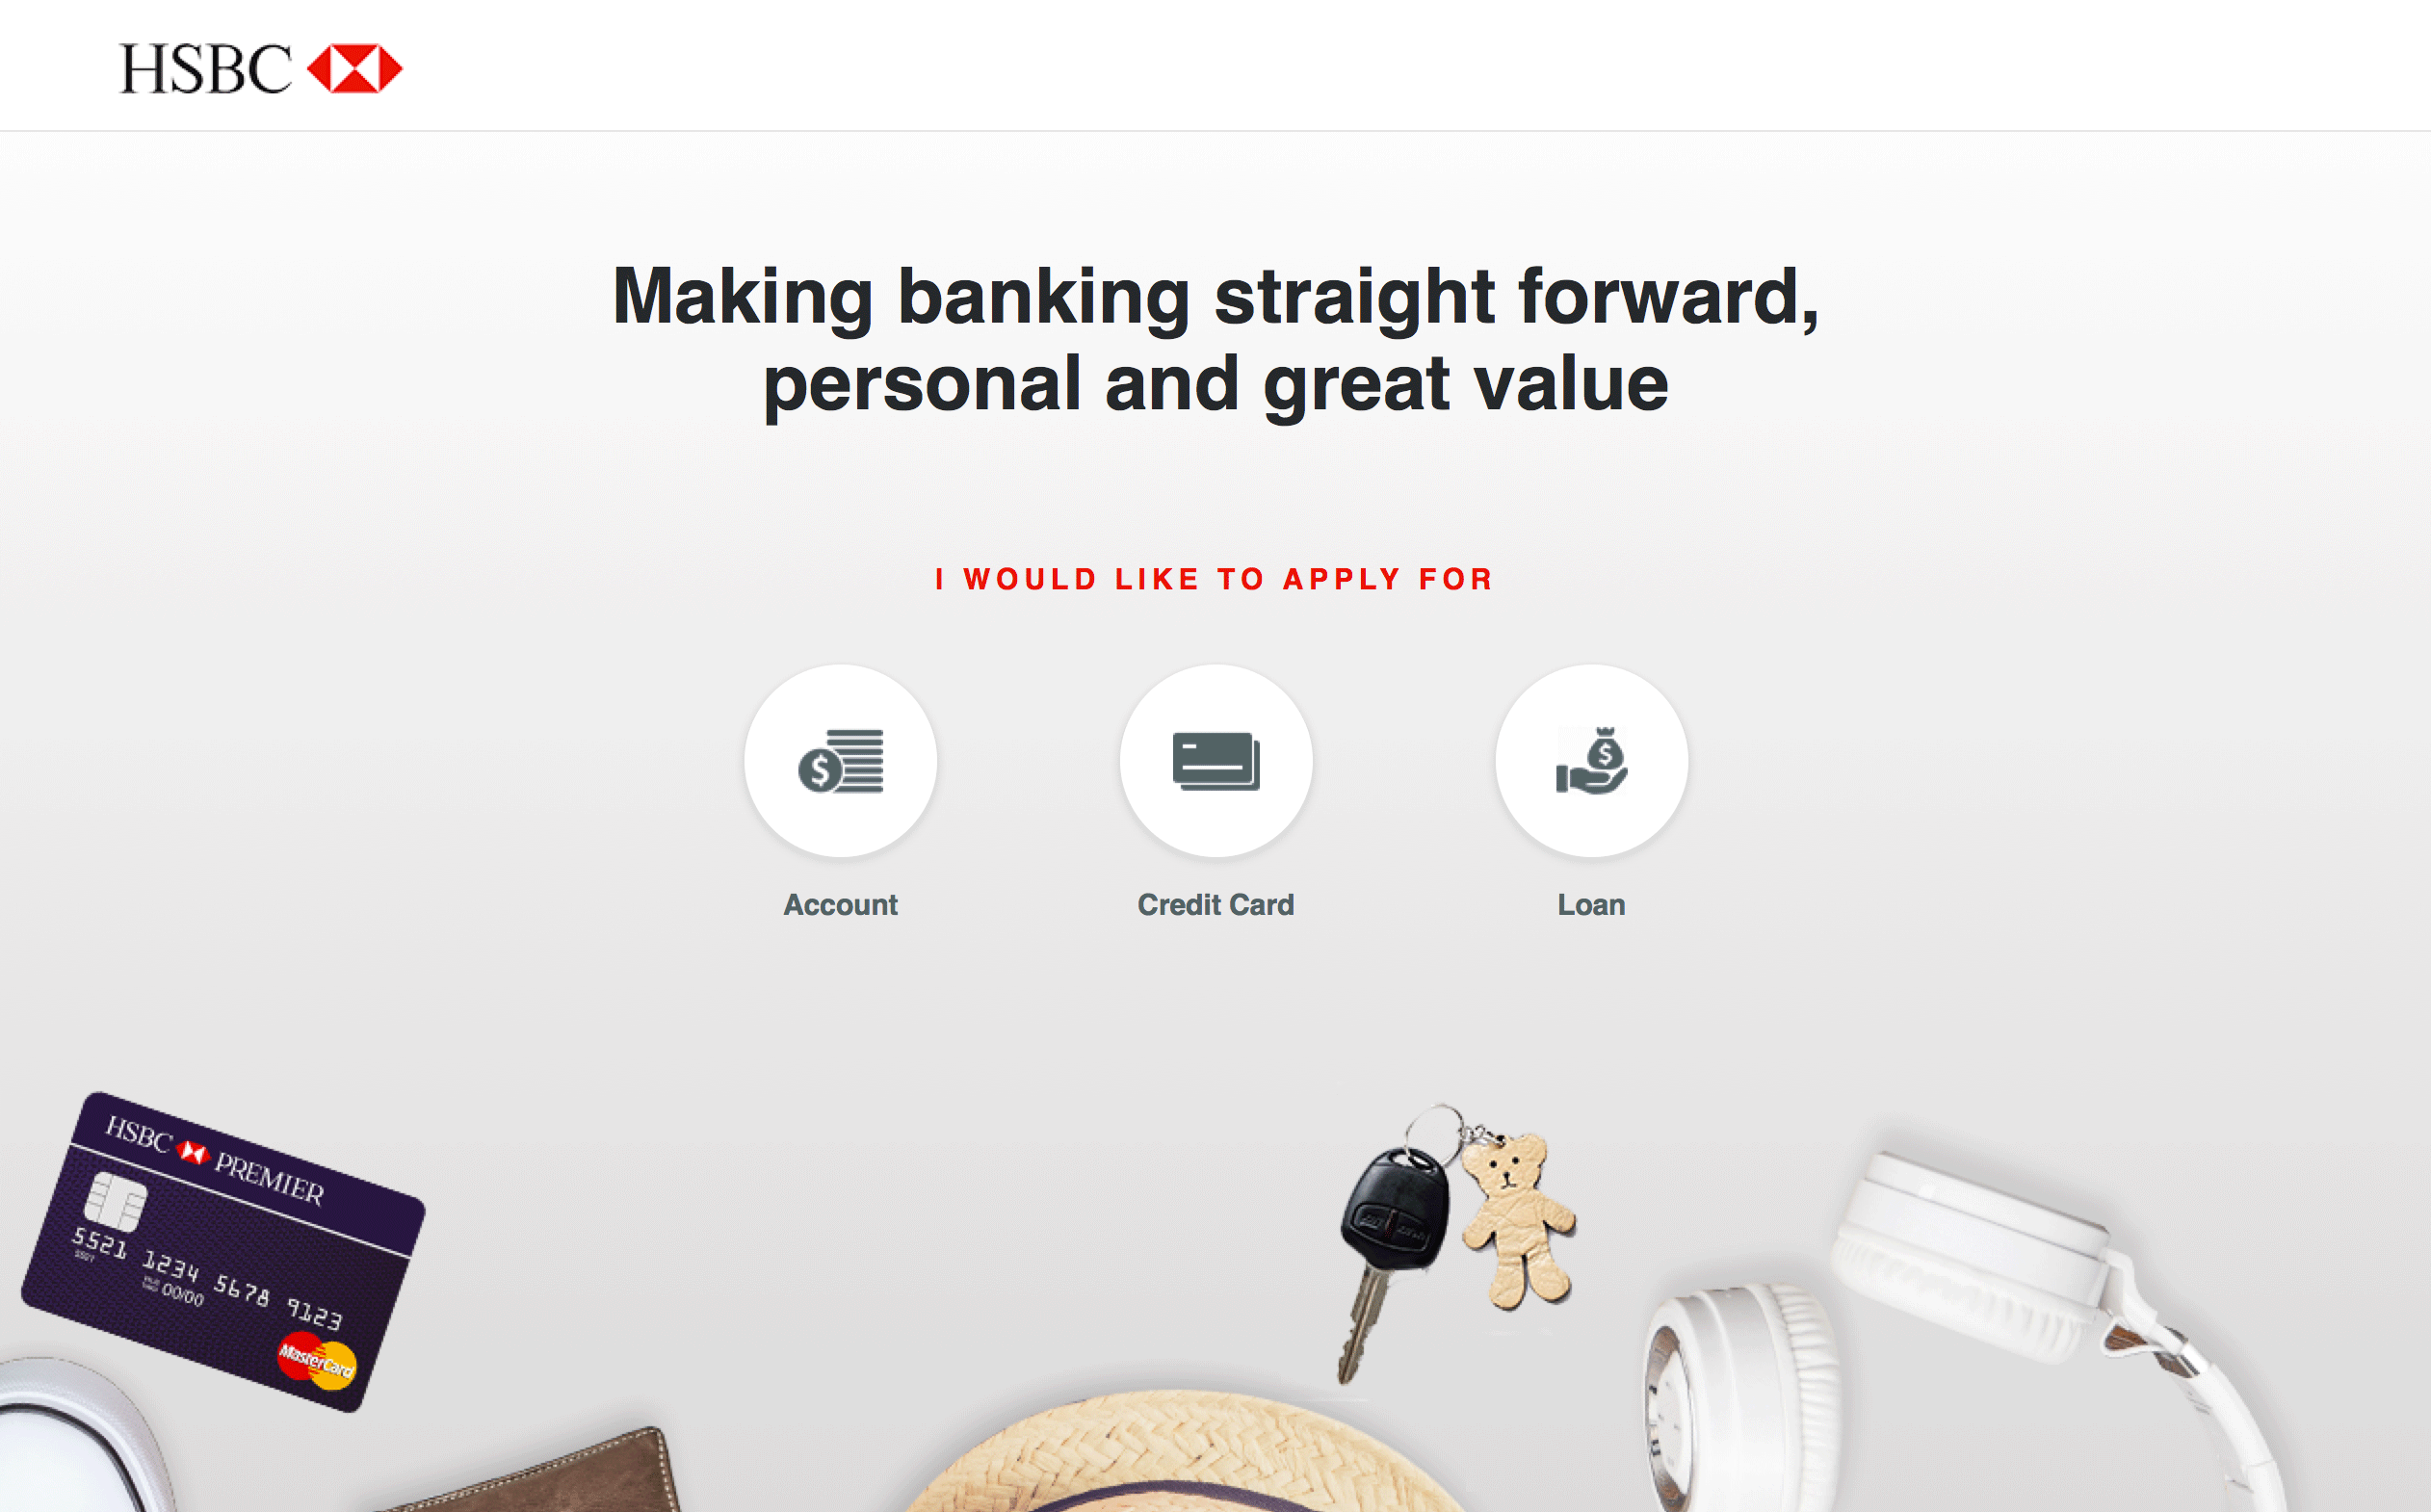 HSBC
Making banking straight forward,
personal and great value
I WOULD LIKE TO APPLY FOR
Account
Credit Card
Loan
HSBC PREMIER
5521 1234 5678 9123
00/00
MasterCard